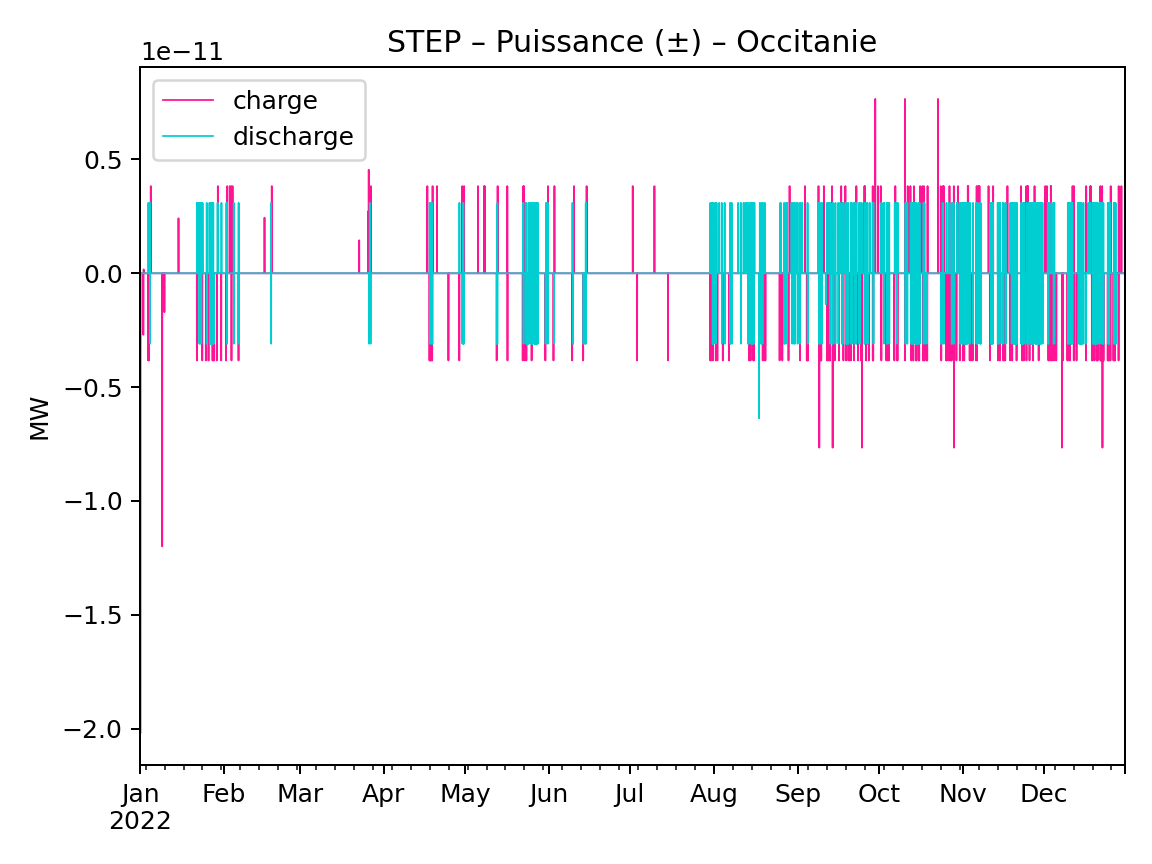 STEP – Puissance (±) – Occitanie
1e−11
charge
discharge
0.5
0.0
−0.5
−1.0
−1.5
−2.0
MW
Jan Feb Mar Apr May Jun Jul Aug Sep Oct Nov Dec
2022